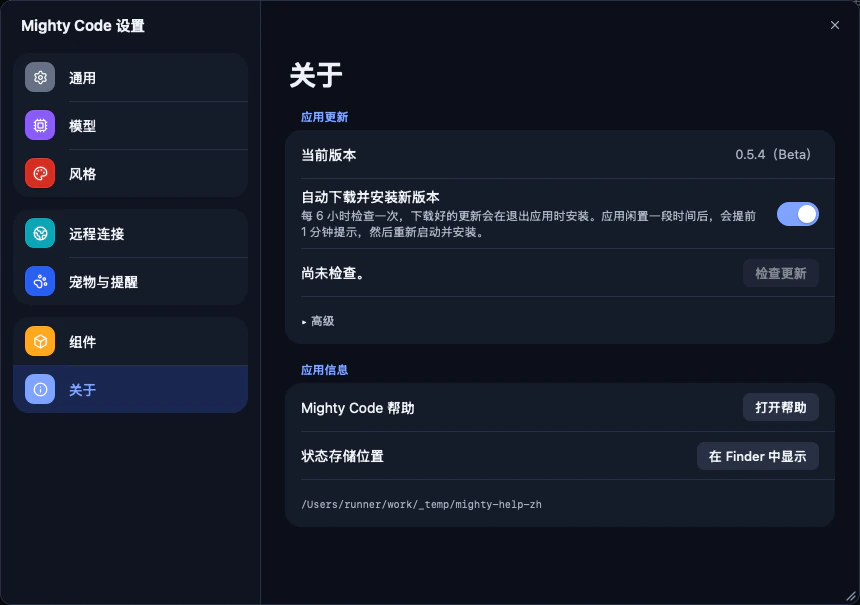 Mighty Code 设置
通用
模型
风格
远程连接
宠物与提醒
组件
关于
关于
应用更新
当前版本
0.5.4（Beta）
自动下载并安装新版本
每 6 小时检查一次，下载好的更新会在退出应用时安装。应用闲置一段时间后，会提前
1 分钟提示，然后重新启动并安装。
尚未检查。
检查更新
高级
应用信息
Mighty Code 帮助
打开帮助
状态存储位置
在 Finder 中显示
/Users/runner/work/_temp/mighty-help-zh